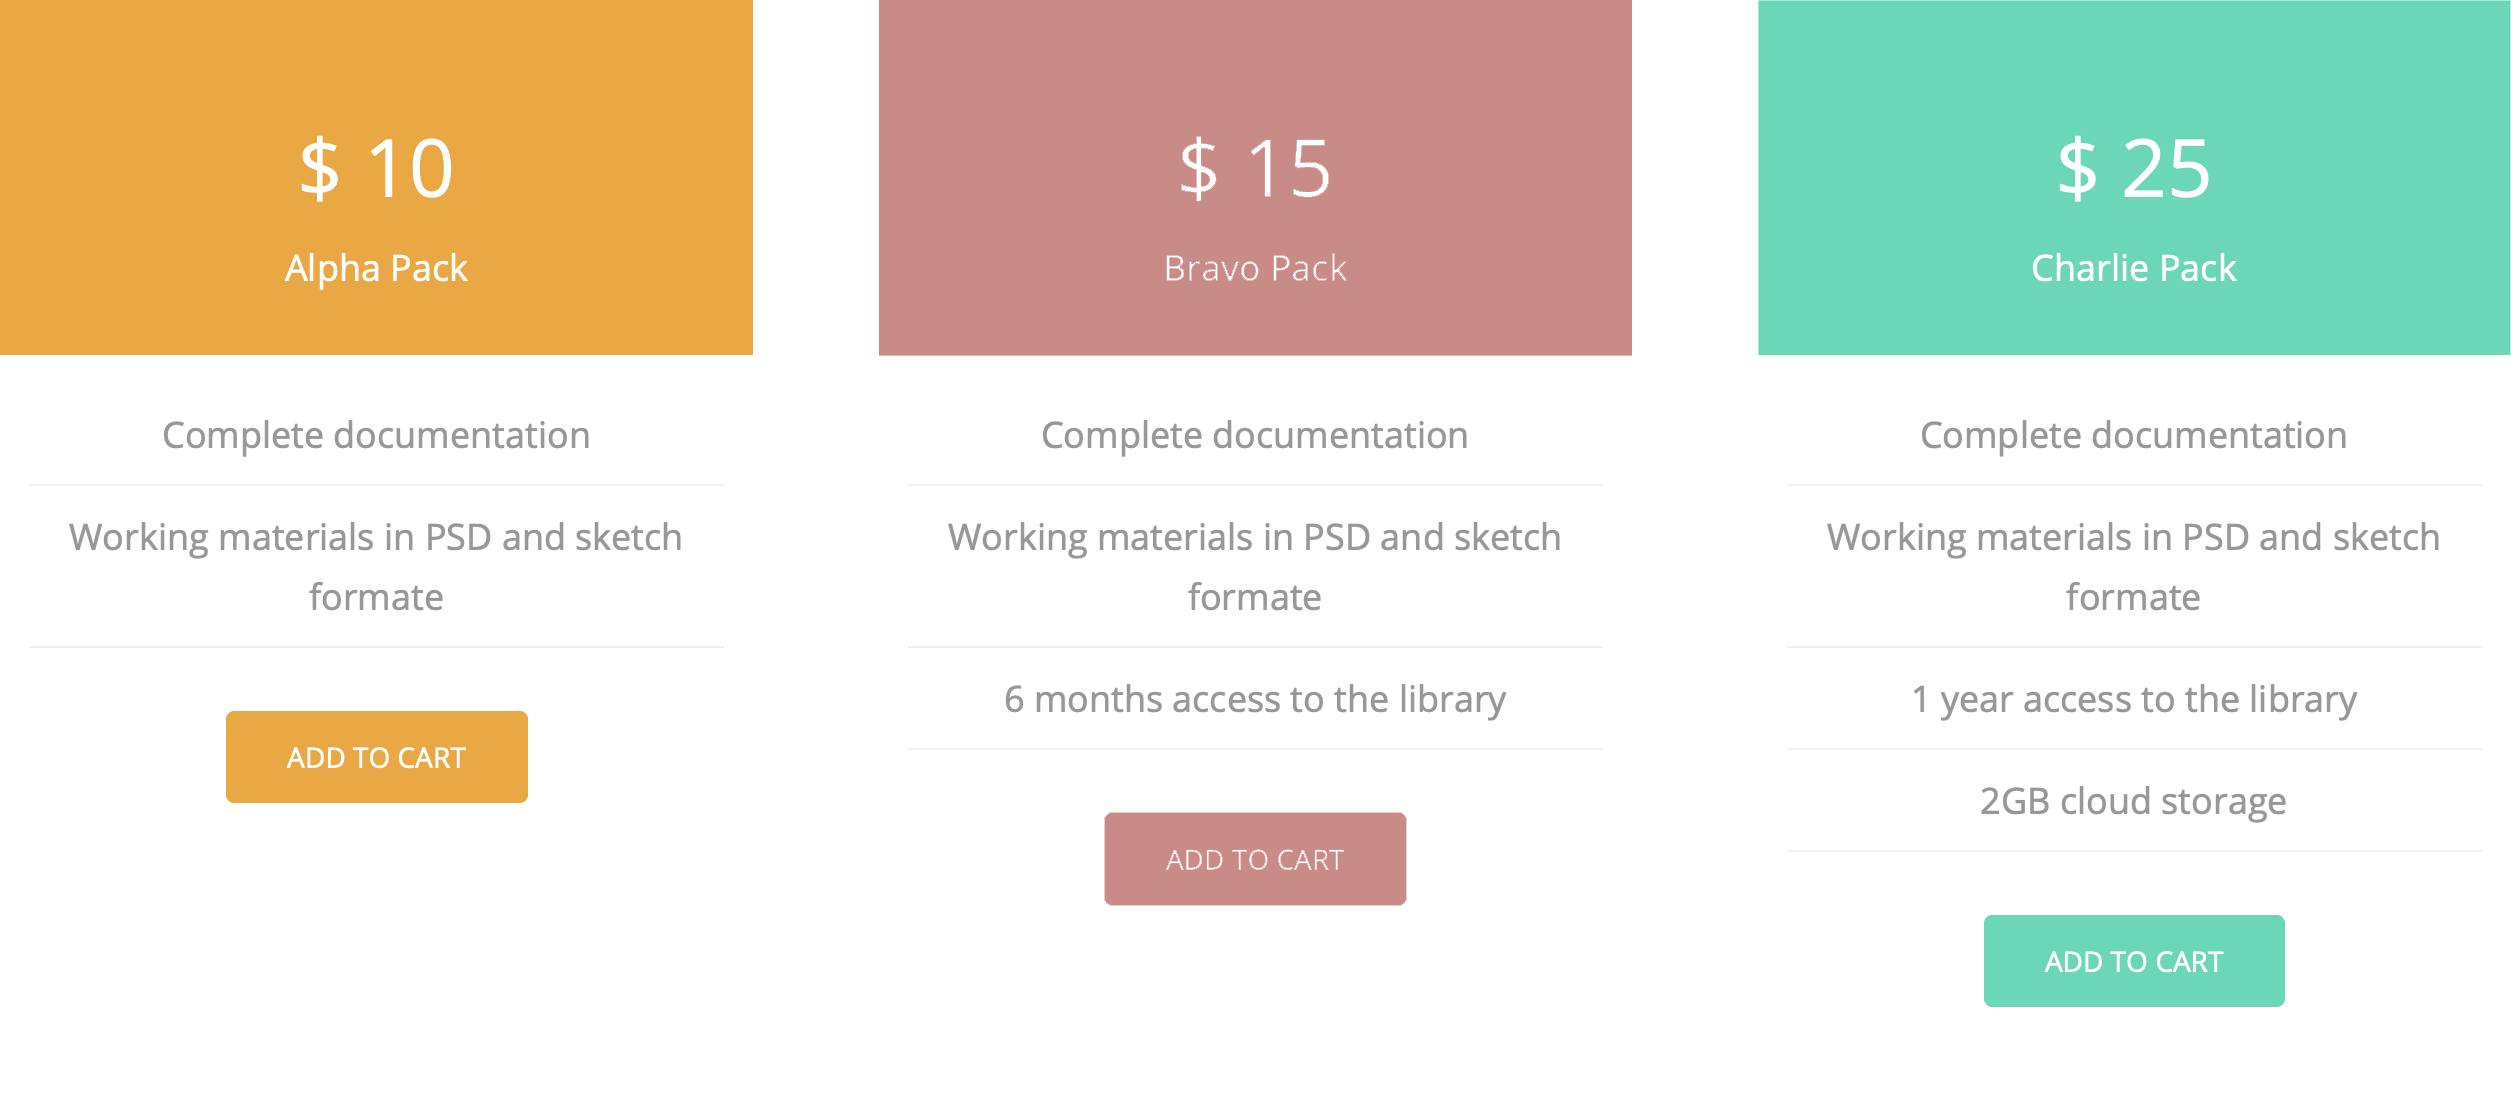 $ 10
Alpha Pack
Complete documentation
Working materials in PSD and sketch
formate
ADD TO CART
$ 15
Bravo Pack
Complete documentation
Working materials in PSD and sketch
formate
6 months access to the library
ADD TO CART
$ 25
Charlie Pack
Complete documentation
Working materials in PSD and sketch
formate
1 year access to the library
2GB cloud storage
ADD TO CART